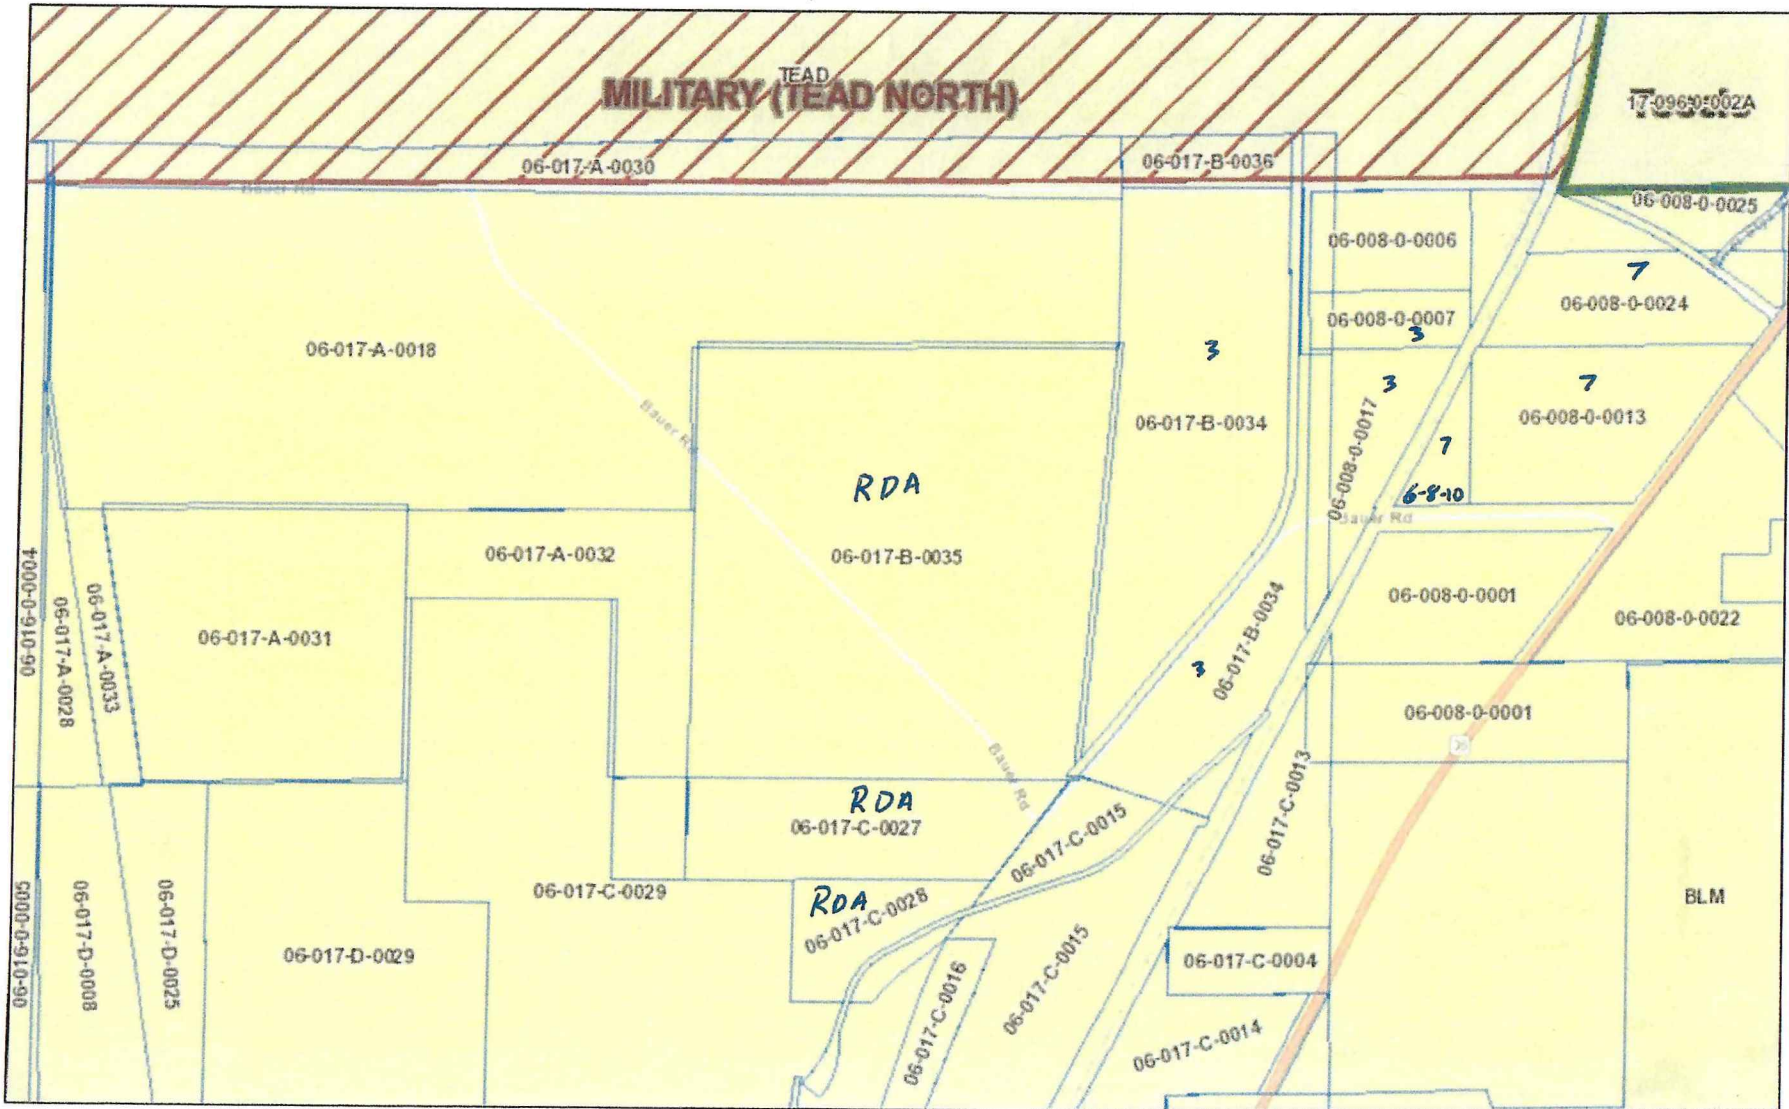 TEAD
MILITARY (TEAD NORTH)
17-096-0-002A
06-017-A-0030
06-017-B-0036
Bauer Rd
06-008-0-0025
06-008-0-0006
7
06-008-0-0024
06-008-0-0007
3
06-017-A-0018
3
3
7
Bauer Rd
06-017-B-0034
06-008-0-0017
06-008-0-0013
7
6-8-10
RDA
Bauer Rd
06-017-A-0032
06-017-B-0035
06-016-0-0004
06-017-A-0028
06-017-A-0033
06-017-A-0031
06-008-0-0001
06-008-0-0022
06-017-B-0034
3
06-008-0-0001
Bauer Rd
RDA
06-017-C-0027
06-017-C-0015
06-017-C-0013
06-016-0-0005
06-017-D-0008
06-017-D-0025
06-017-D-0029
06-017-C-0029
RDA
06-017-C-0028
BLM
06-017-C-0016
06-017-C-0015
06-017-C-0004
06-017-C-0014